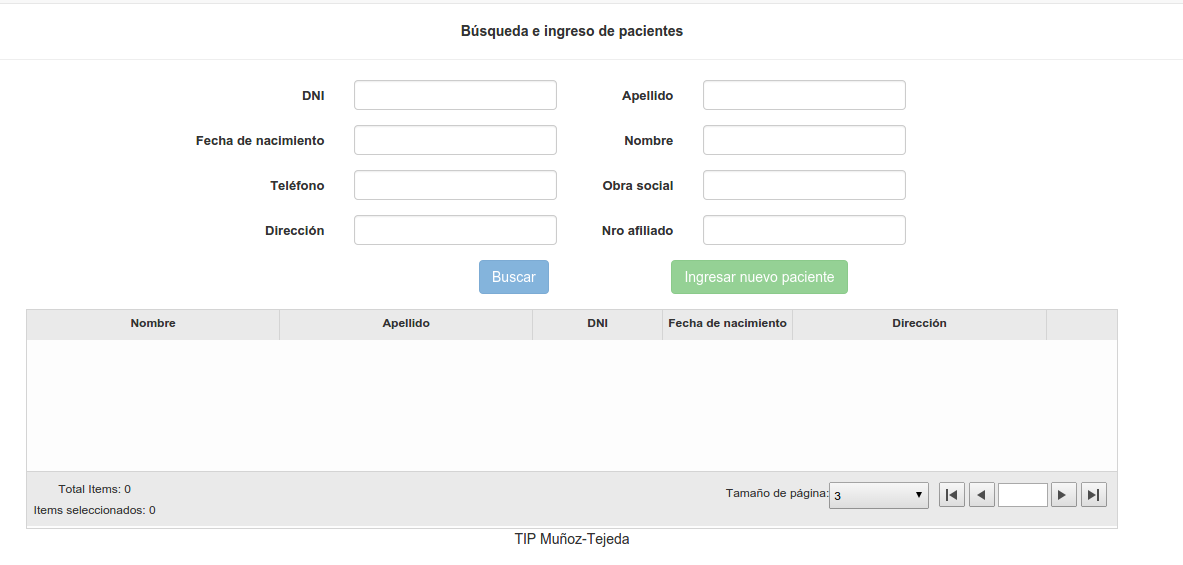 Búsqueda e ingreso de pacientes
DNI Apellido
Fecha de nacimiento Nombre
Teléfono Obra social
Dirección Nro afiliado
Buscar Ingresar nuevo paciente
Nombre Apellido DNI Fecha de nacimiento Dirección
Total Items: 0
Tamaño de página: 3
Items seleccionados: 0
TIP Muñoz-Tejeda